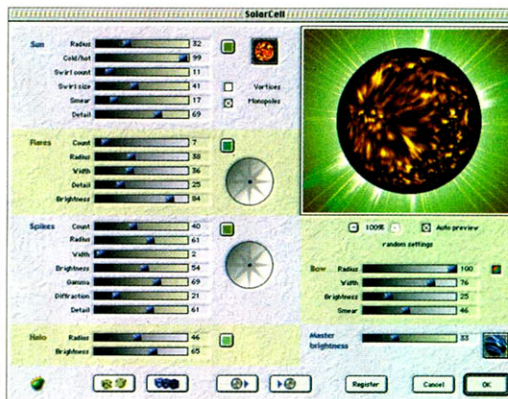 SolarCell
Sun
Radius 32
Cold/hot 99
Swirl count 11
Swirl size 41
Smear 17
Detail 69
Vortices
Monopoles
Flares
Count 7
Radius 38
Width 36
Detail 25
Brightness 84
Spikes
Count 40
Radius 61
Width 2
Brightness 54
Gamma 69
Diffraction 21
Detail 61
Halo
Radius 46
Brightness 65
100%
Auto preview
random settings
Bow
Radius 100
Width 76
Brightness 25
Smear 46
Master
brightness 33
Register
Cancel
OK